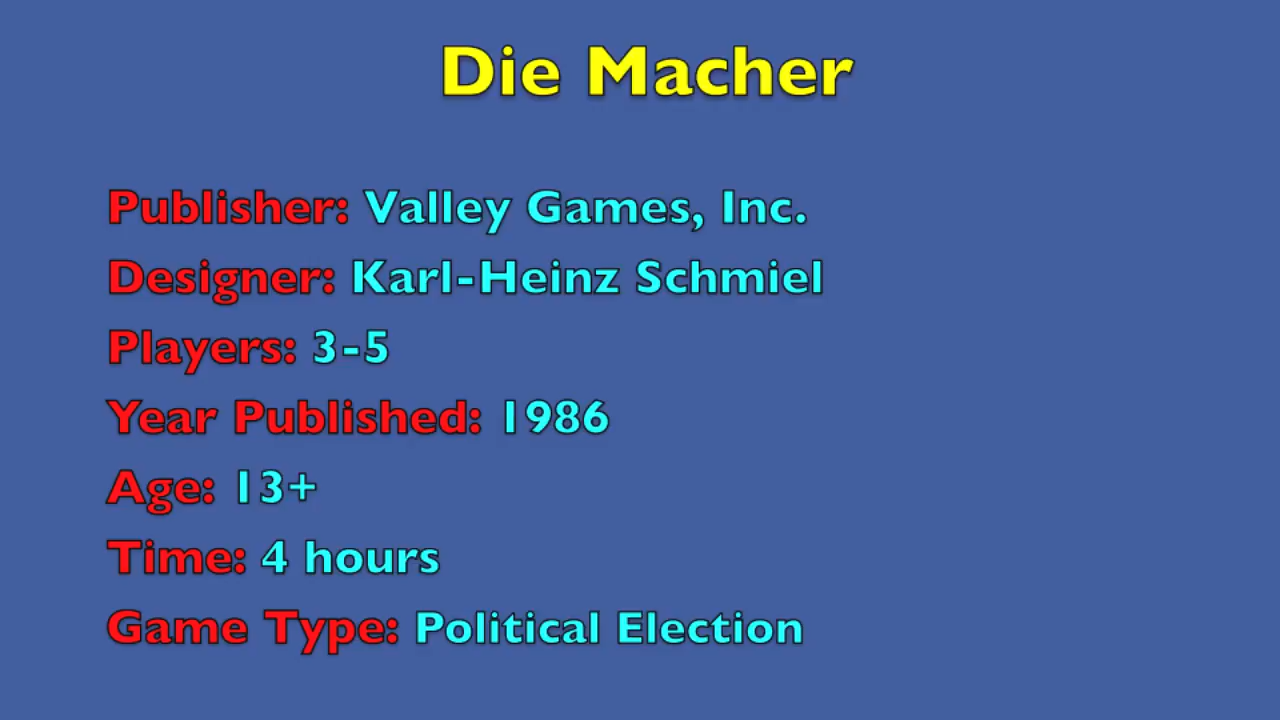 Die Macher
Publisher: Valley Games, Inc.
Designer: Karl-Heinz Schmiel
Players: 3-5
Year Published: 1986
Age: 13+
Time: 4 hours
Game Type: Political Election